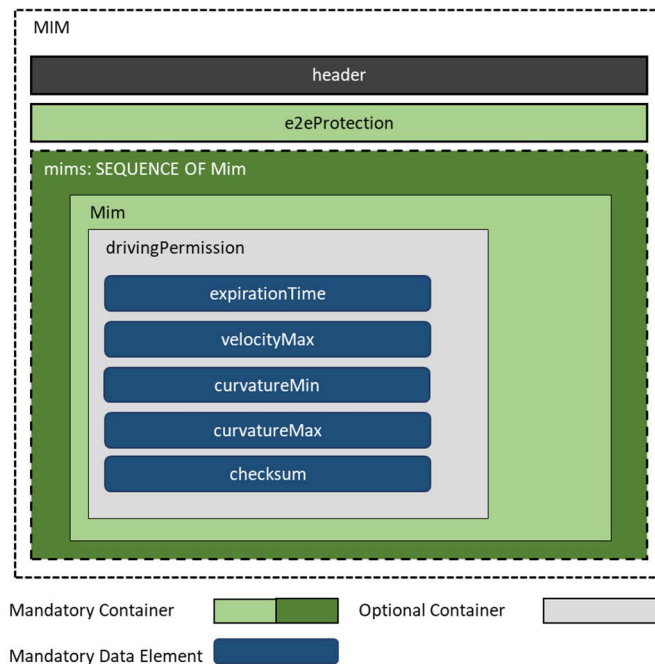 MIM
header
e2eProtection
mims: SEQUENCE OF Mim
Mim
drivingPermission
expirationTime
velocityMax
curvatureMin
curvatureMax
checksum
Mandatory Container
Optional Container
Mandatory Data Element